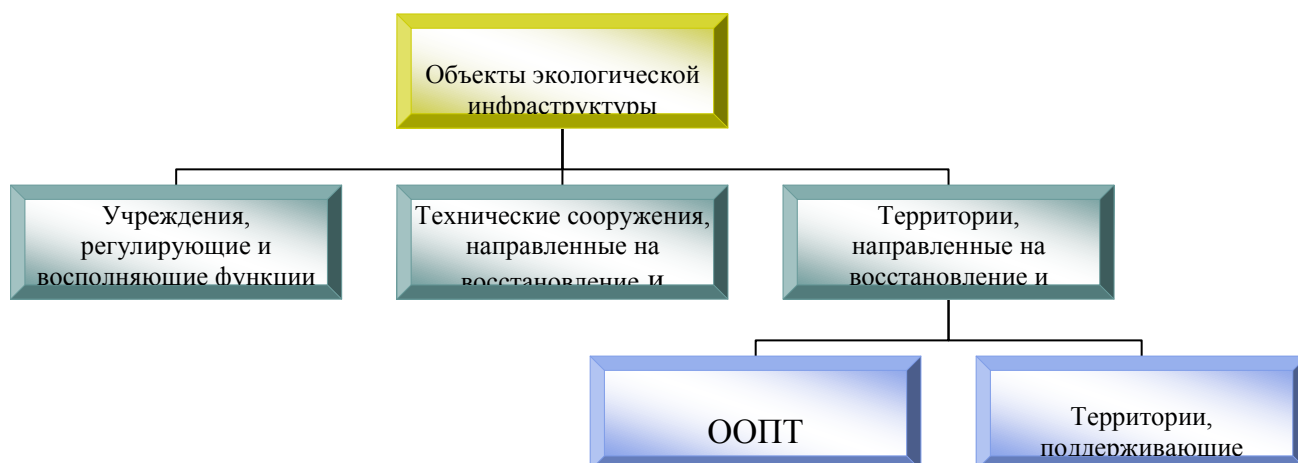 Объекты экологической
инфраструктуры
Учреждения,
регулирующие и
восполняющие функции
Технические сооружения,
направленные на
восстановление и
Территории,
направленные на
восстановление и
ООПТ
Территории,
поддерживающие